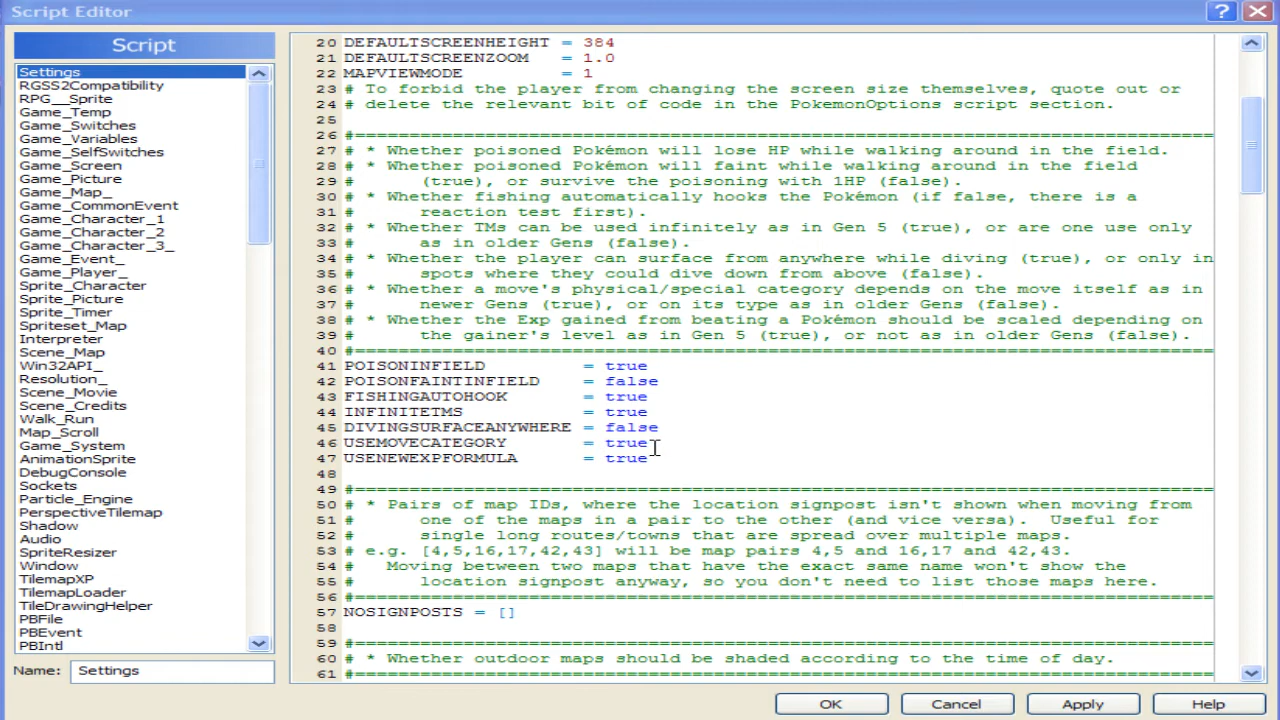 Script Editor
Script
Settings
RGSS2Compatibility
RPG__Sprite
Game_Temp
Game_Switches
Game_Variables
Game_SelfSwitches
Game_Screen
Game_Picture
Game_Map_
Game_CommonEvent
Game_Character_1
Game_Character_2
Game_Character_3_
Game_Event_
Game_Player_
Sprite_Character
Sprite_Picture
Sprite_Timer
Spriteset_Map
Interpreter
Scene_Map
Win32API_
Resolution_
Scene_Movie
Scene_Credits
Walk_Run
Map_Scroll
Game_System
AnimationSprite
DebugConsole
Sockets
Particle_Engine
PerspectiveTilemap
Shadow
Audio
SpriteResizer
Window
TilemapXP
TilemapLoader
TileDrawingHelper
PBFile
PBEvent
PBIntl
Name: Settings
20 DEFAULTSCREENHEIGHT = 384
21 DEFAULTSCREENZOOM = 1.0
22 MAPVIEWMODE = 1
23 # To forbid the player from changing the screen size themselves, quote out or
24 # delete the relevant bit of code in the PokemonOptions script section.
25
26 #================================================================================
27 # * Whether poisoned Pokémon will lose HP while walking around in the field.
28 # * Whether poisoned Pokémon will faint while walking around in the field
29 # (true), or survive the poisoning with 1HP (false).
30 # * Whether fishing automatically hooks the Pokémon (if false, there is a
31 # reaction test first).
32 # * Whether TMs can be used infinitely as in Gen 5 (true), or are one use only
33 # as in older Gens (false).
34 # * Whether the player can surface from anywhere while diving (true), or only in
35 # spots where they could dive down from above (false).
36 # * Whether a move's physical/special category depends on the move itself as in
37 # newer Gens (true), or on its type as in older Gens (false).
38 # * Whether the Exp gained from beating a Pokémon should be scaled depending on
39 # the gainer's level as in Gen 5 (true), or not as in older Gens (false).
40 #================================================================================
41 POISONINFIELD = true
42 POISONFAINTINFIELD = false
43 FISHINGAUTOHOOK = true
44 INFINITETMS = true
45 DIVINGSURFACEANYWHERE = false
46 USEMOVECATEGORY = true
47 USENEWEXPFORMULA = true
48
49 #================================================================================
50 # * Pairs of map IDs, where the location signpost isn't shown when moving from
51 # one of the maps in a pair to the other (and vice versa). Useful for
52 # single long routes/towns that are spread over multiple maps.
53 # e.g. [4,5,16,17,42,43] will be map pairs 4,5 and 16,17 and 42,43.
54 # Moving between two maps that have the exact same name won't show the
55 # location signpost anyway, so you don't need to list those maps here.
56 #================================================================================
57 NOSIGNPOSTS = []
58
59 #================================================================================
60 # * Whether outdoor maps should be shaded according to the time of day.
61 #================================================================================
OK
Cancel
Apply
Help